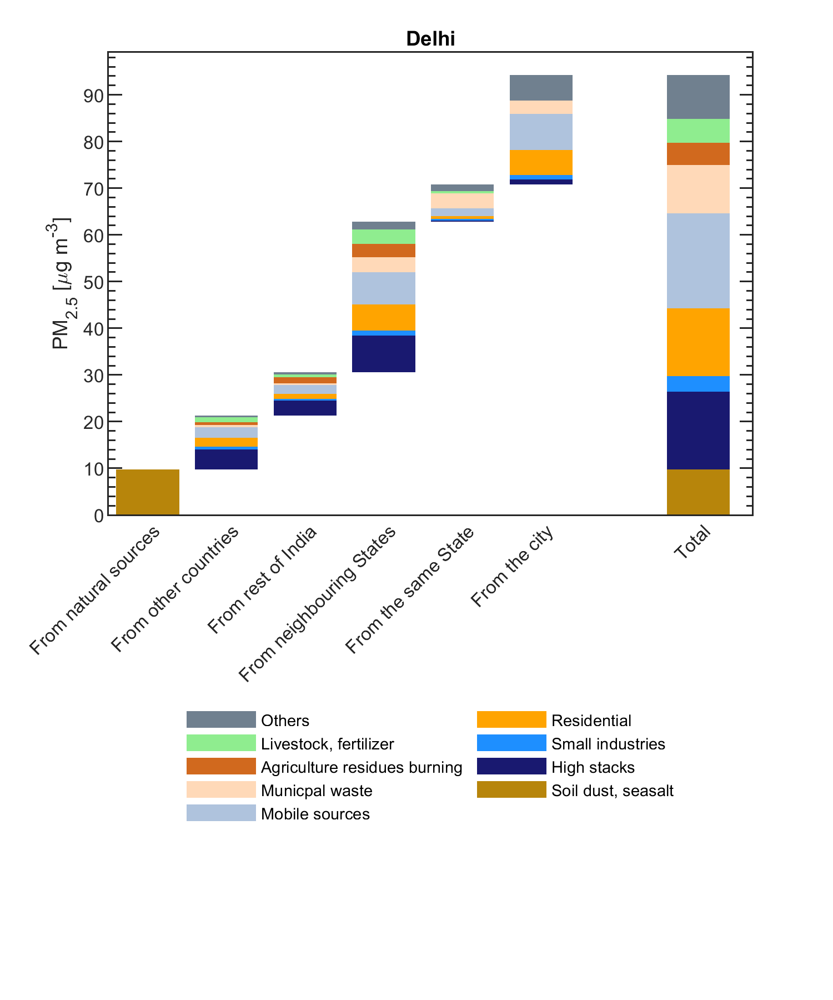 Delhi
90
80
70
60
50
40
30
20
10
0
PM2.5 [μg m-3]
From natural sources
From other countries
From rest of India
From neighbouring States
From the same State
From the city
Total
Others
Livestock, fertilizer
Agriculture residues burning
Municpal waste
Mobile sources
Residential
Small industries
High stacks
Soil dust, seasalt